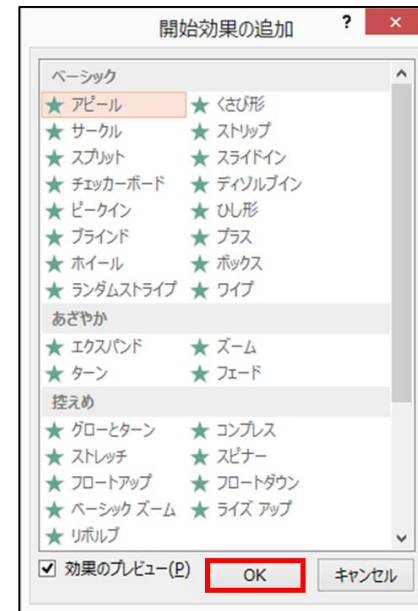 開始効果の追加 ? ×
ベーシック
★ アピール ★ くさび形
★ サークル ★ ストリップ
★ スプリット ★ スライドイン
★ チェッカーボード ★ ディゾルブイン
★ ピークイン ★ ひし形
★ ブラインド ★ プラス
★ ホイール ★ ボックス
★ ランダムストライプ ★ ワイプ
あざやか
★ エクスパンド ★ ズーム
★ ターン ★ フェード
控えめ
★ グローとターン ★ コンプレス
★ ストレッチ ★ スピナー
★ フロートアップ ★ フロートダウン
★ ベーシック ズーム ★ ライズ アップ
★ リボルブ
効果のプレビュー(P) OK キャンセル